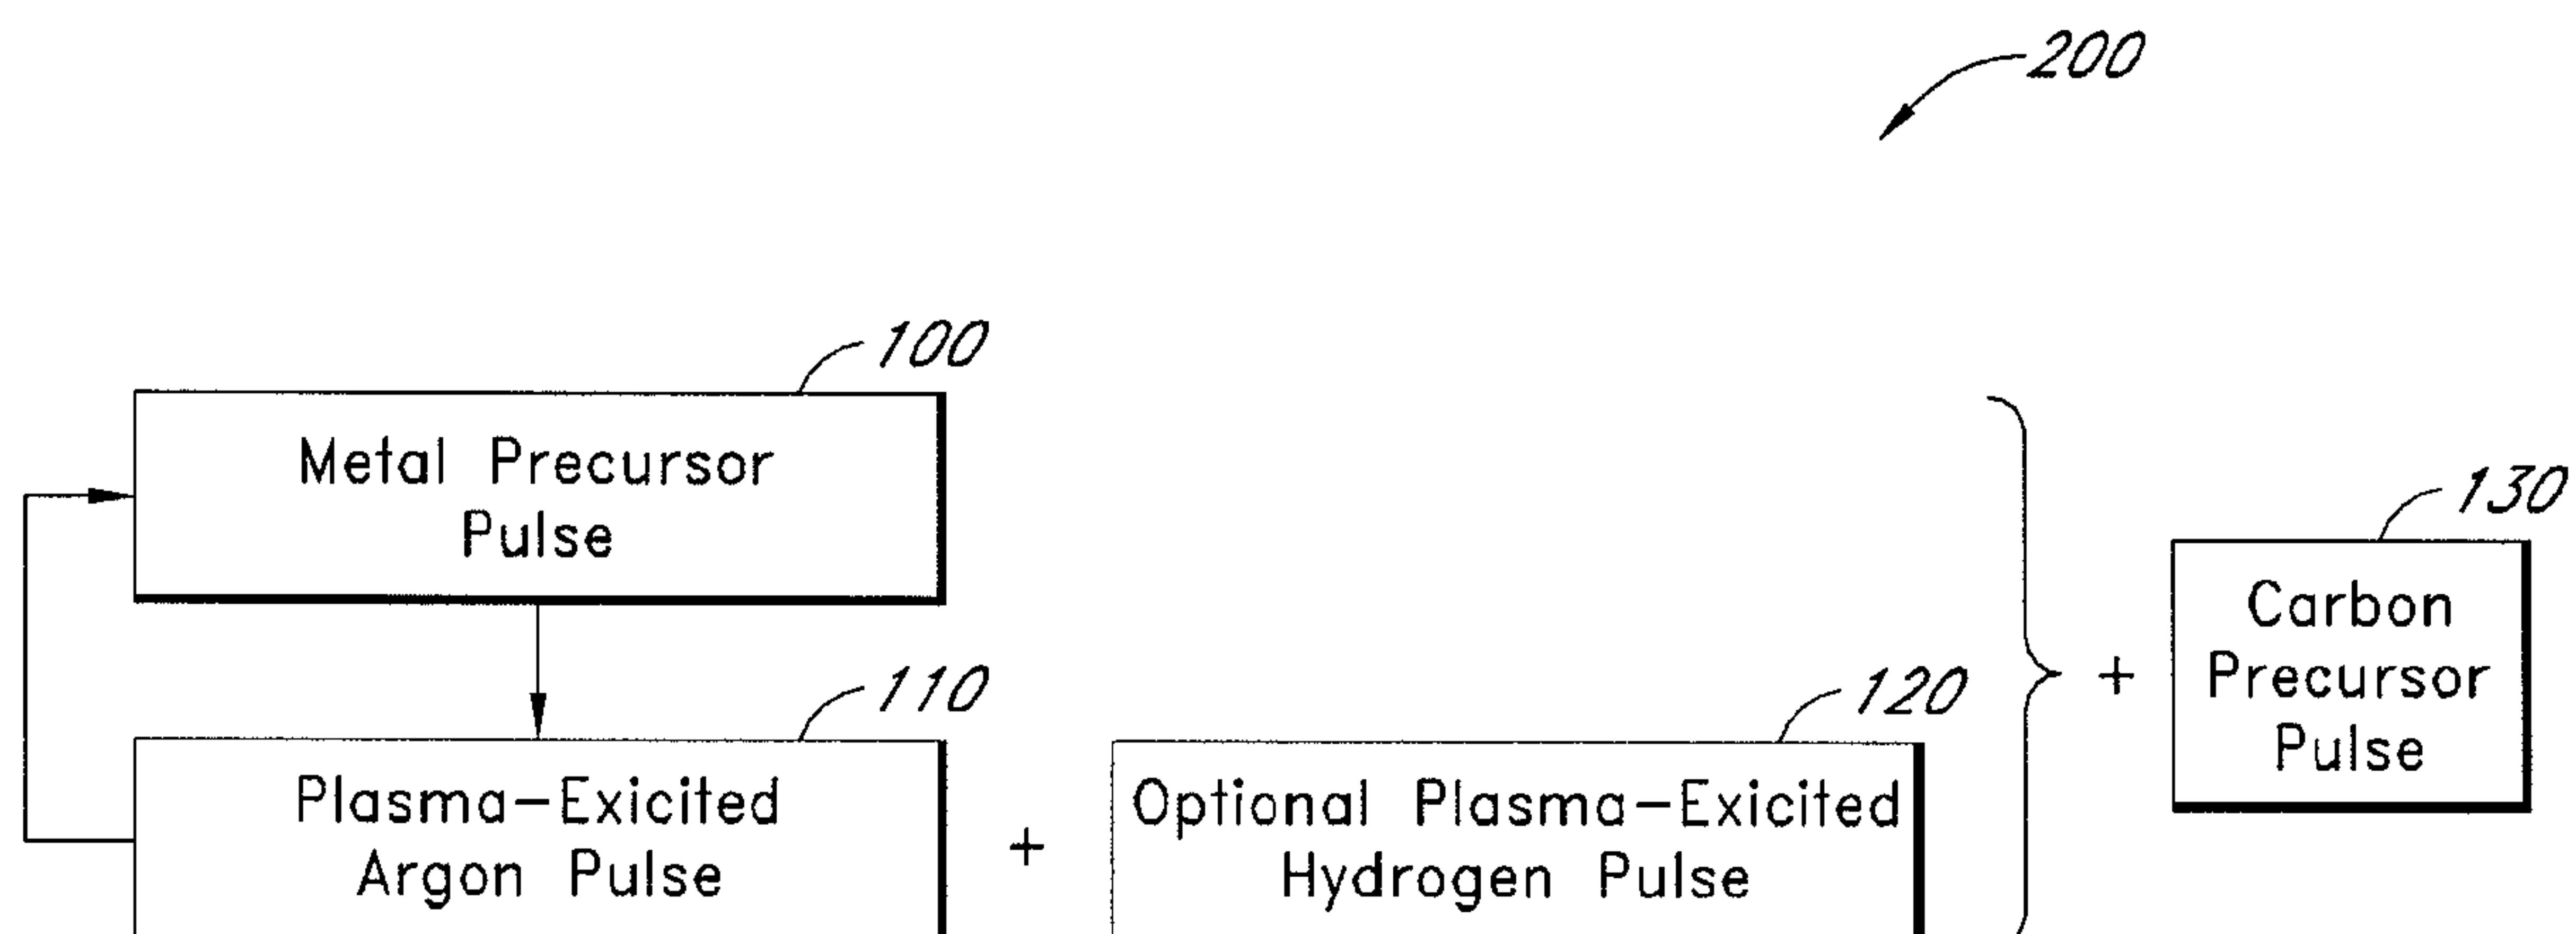 200
100
Metal Precursor
Pulse
130
Carbon
Precursor
Pulse
+
110
Plasma-Exicited
Argon Pulse
+
120
Optional Plasma-Exicited
Hydrogen Pulse